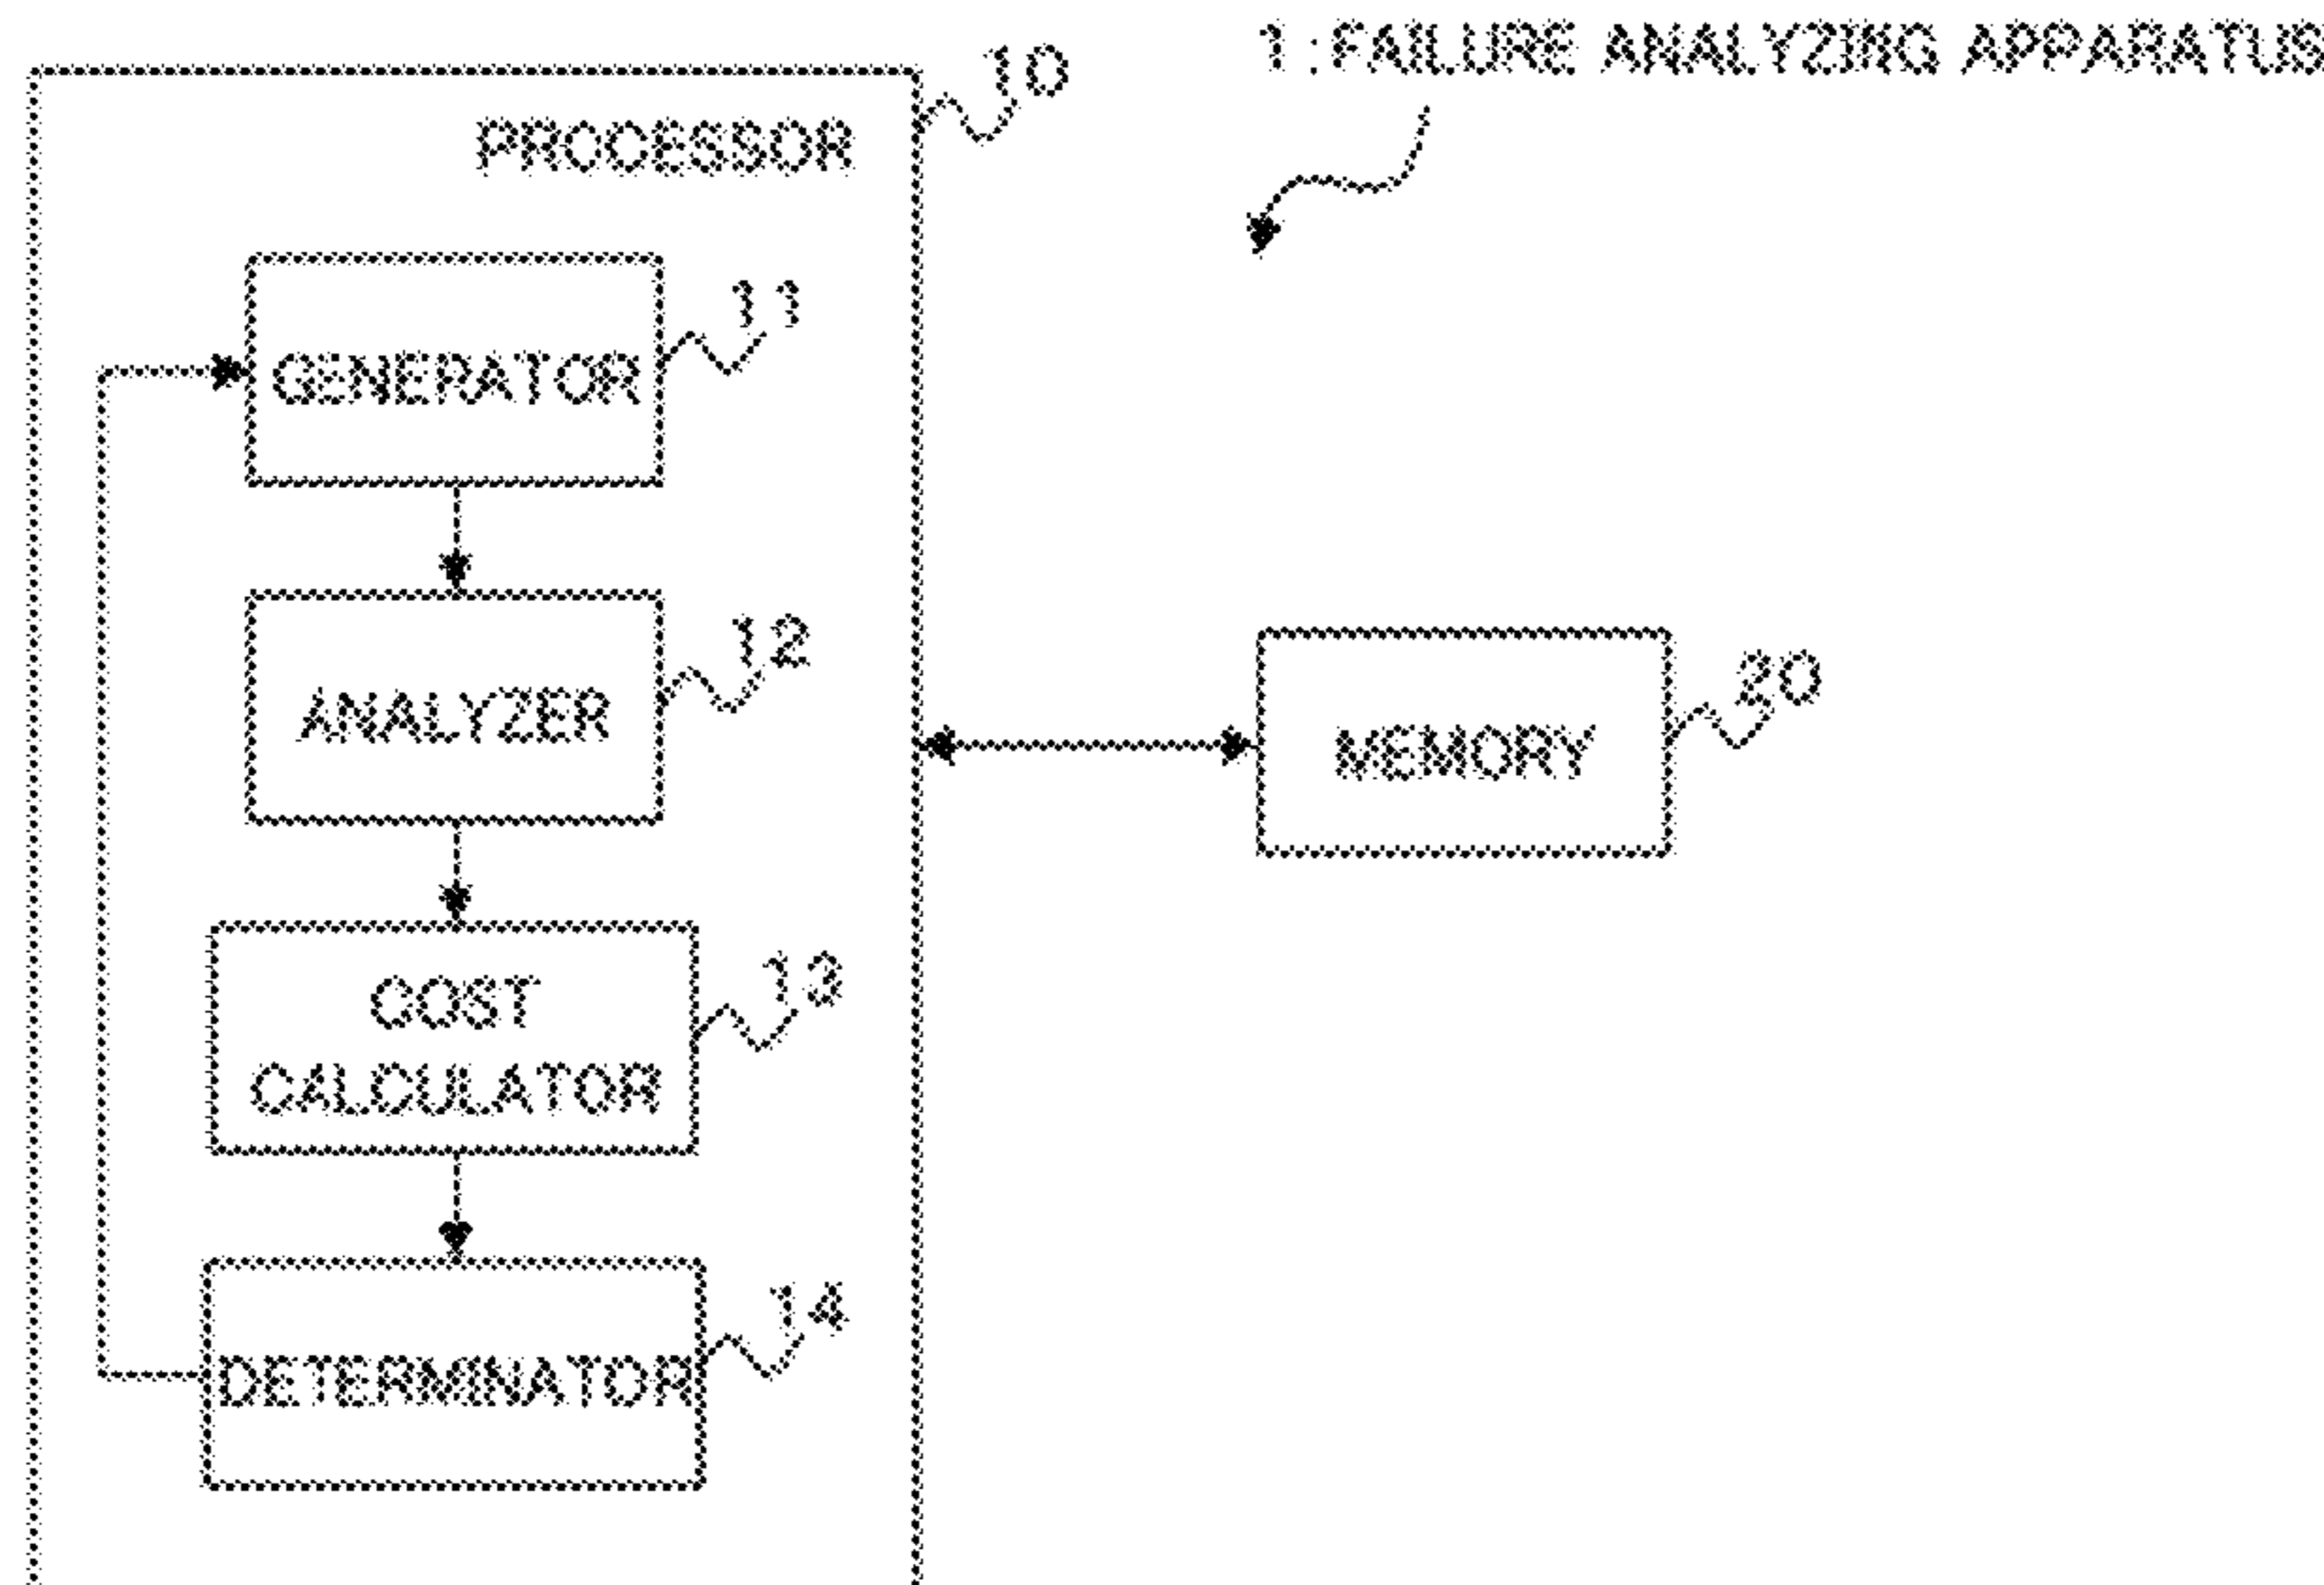 1:FAILURE ANALYZING APPARATUS
10
PROCESSOR
11
GENERATOR
12
ANALYZER
20
MEMORY
13
COST
CALCULATOR
14
DETERMINATOR